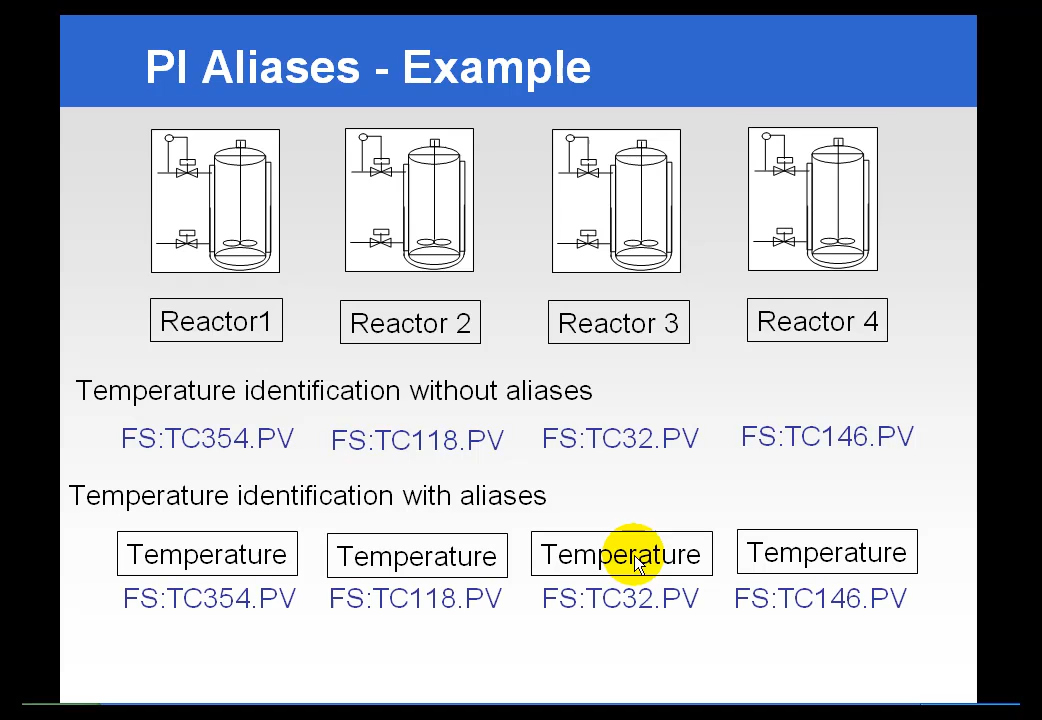 PI Aliases - Example
Reactor1 Reactor 2 Reactor 3 Reactor 4
Temperature identification without aliases
FS:TC354.PV FS:TC118.PV FS:TC32.PV FS:TC146.PV
Temperature identification with aliases
Temperature Temperature Temperature Temperature
FS:TC354.PV FS:TC118.PV FS:TC32.PV FS:TC146.PV